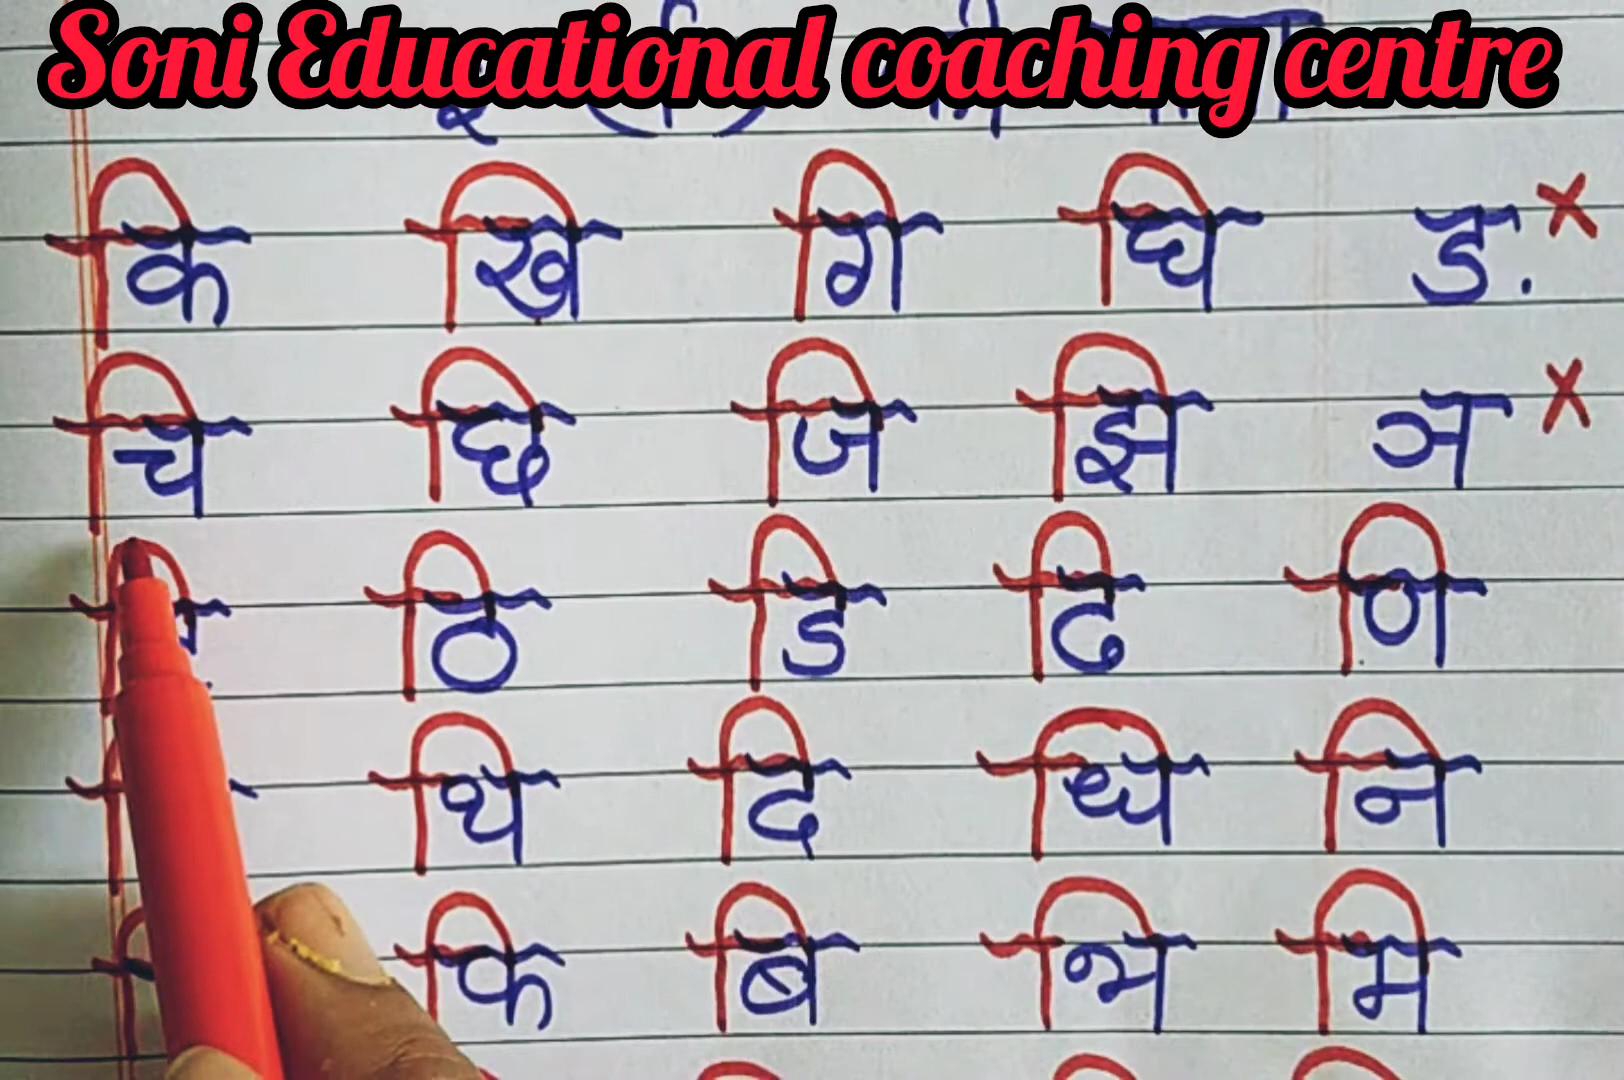 Soni Educational coaching centre
कि खि गि घि ङ ×
चि छि जि झि ञ ×
ठि डि ढि णि
थि दि धि नि
फि बि भि मि